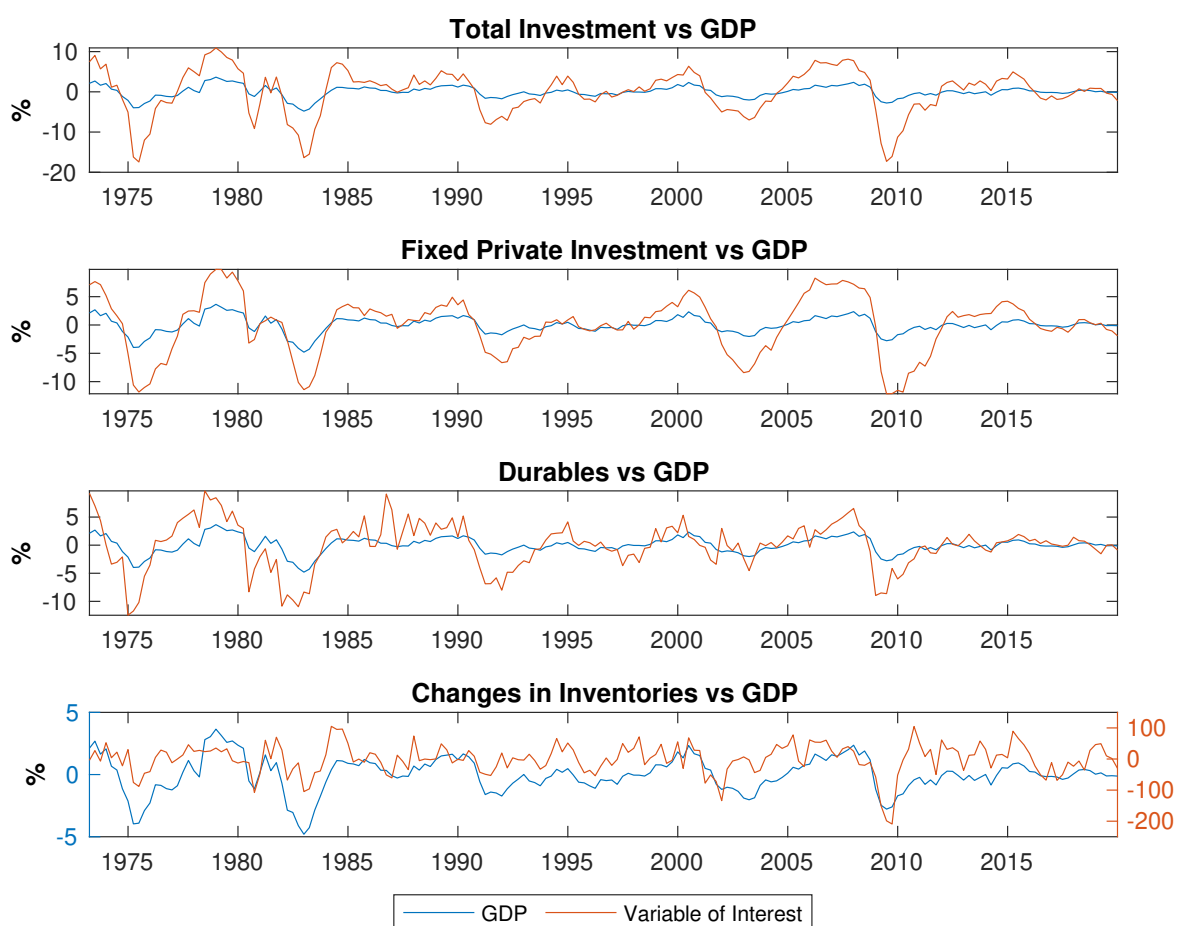 Total Investment vs GDP
10
0
-10
-20
%
1975 1980 1985 1990 1995 2000 2005 2010 2015
Fixed Private Investment vs GDP
5
0
-5
-10
%
1975 1980 1985 1990 1995 2000 2005 2010 2015
Durables vs GDP
5
0
-5
-10
%
1975 1980 1985 1990 1995 2000 2005 2010 2015
Changes in Inventories vs GDP
5
0
-5
%
100
0
-100
-200
1975 1980 1985 1990 1995 2000 2005 2010 2015
GDP Variable of Interest